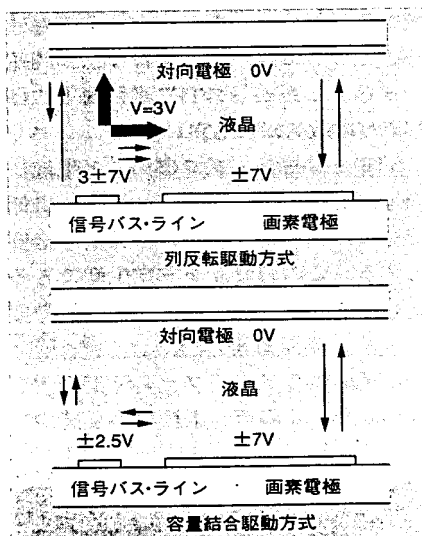 対向電極 0V
V=3V
液晶
3±7V
±7V
信号バス・ライン 画素電極
列反転駆動方式
対向電極 0V
液晶
±2.5V
±7V
信号バス・ライン 画素電極
容量結合駆動方式